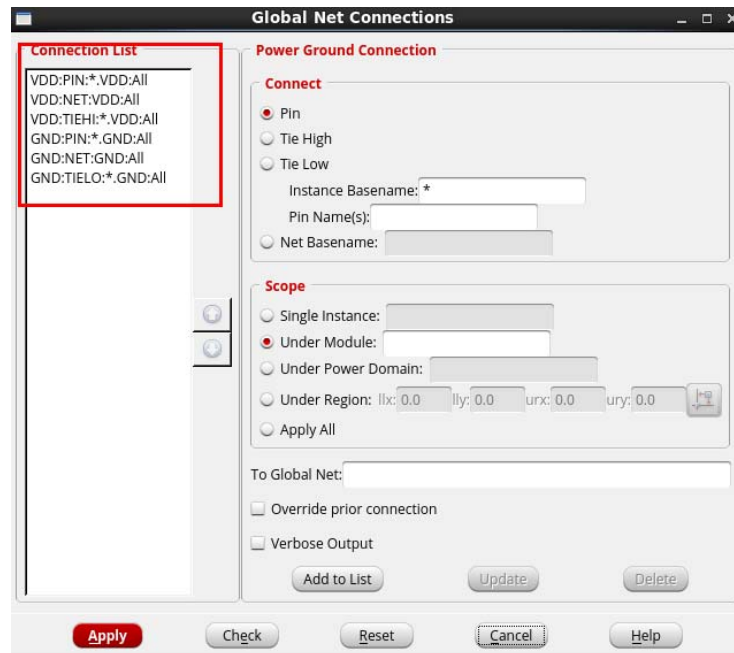 Global Net Connections
Connection List
VDD:PIN:*.VDD:All
VDD:NET:VDD:All
VDD:TIEHI:*.VDD:All
GND:PIN:*.GND:All
GND:NET:GND:All
GND:TIELO:*.GND:All
Power Ground Connection
Connect
Pin
Tie High
Tie Low
Instance Basename: *
Pin Name(s):
Net Basename:
Scope
Single Instance:
Under Module:
Under Power Domain:
Under Region: llx: 0.0 lly: 0.0 urx: 0.0 ury: 0.0
Apply All
To Global Net:
Override prior connection
Verbose Output
Add to List Update Delete
Apply Check Reset Cancel Help